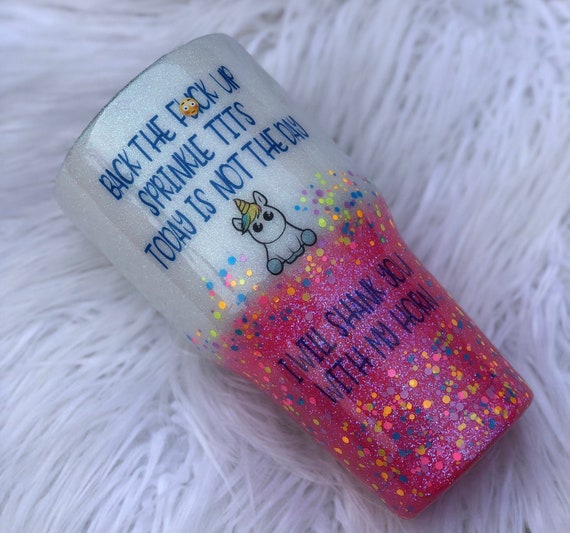 BACK THE F😳CK UP
SPRINKLE TITS
TODAY IS NOT THE DAY
I WILL SHANK YOU
WITH MY HORN